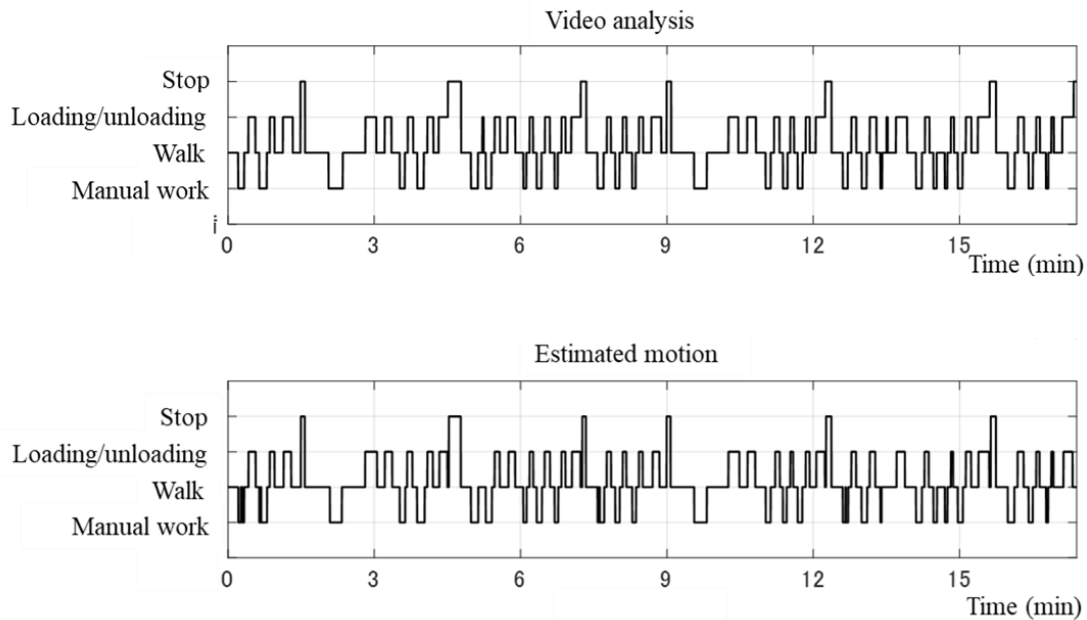 Video analysis
Stop
Loading/unloading
Walk
Manual work
0 3 6 9 12 15
Time (min)
Estimated motion
Stop
Loading/unloading
Walk
Manual work
0 3 6 9 12 15
Time (min)